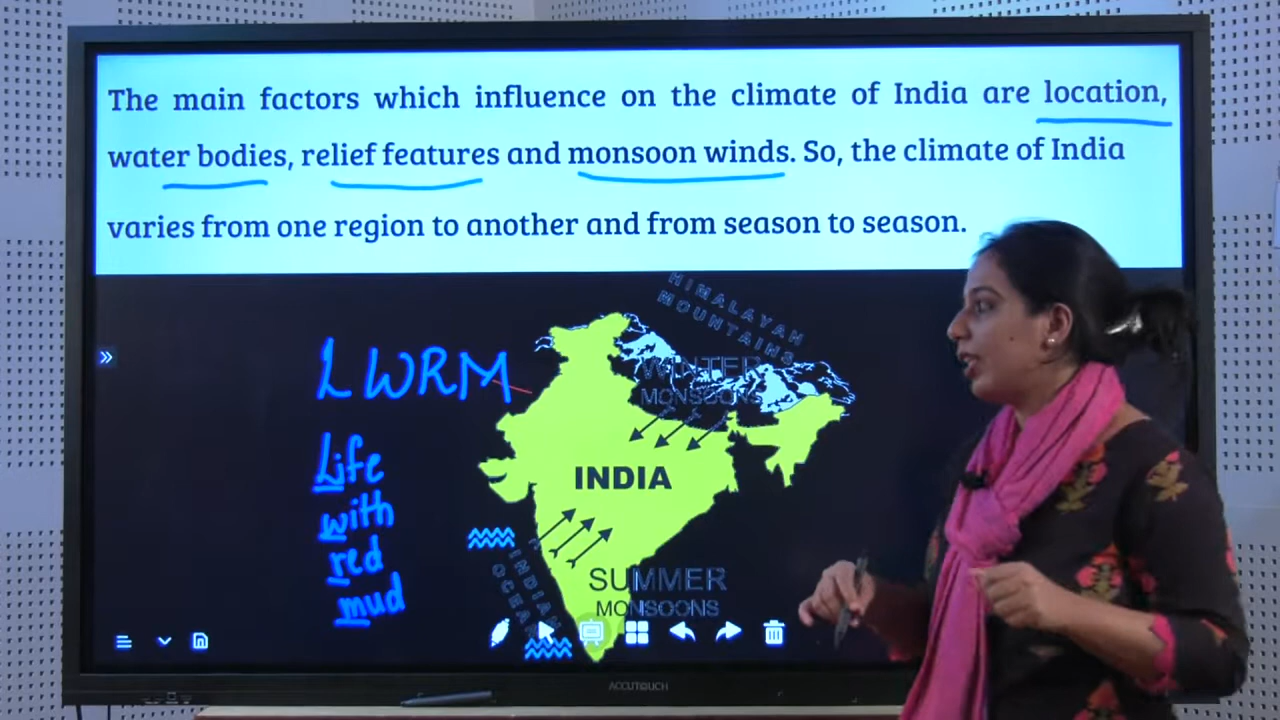 The main factors which influence on the climate of India are location,
water bodies, relief features and monsoon winds. So, the climate of India
varies from one region to another and from season to season.
HIMALAYAN
MOUNTAINS
WINTER
MONSOONS
LWRM
Life
with
red
mud
INDIA
INDIAN
OCEAN
SUMMER
MONSOONS
ACCUTOUCH